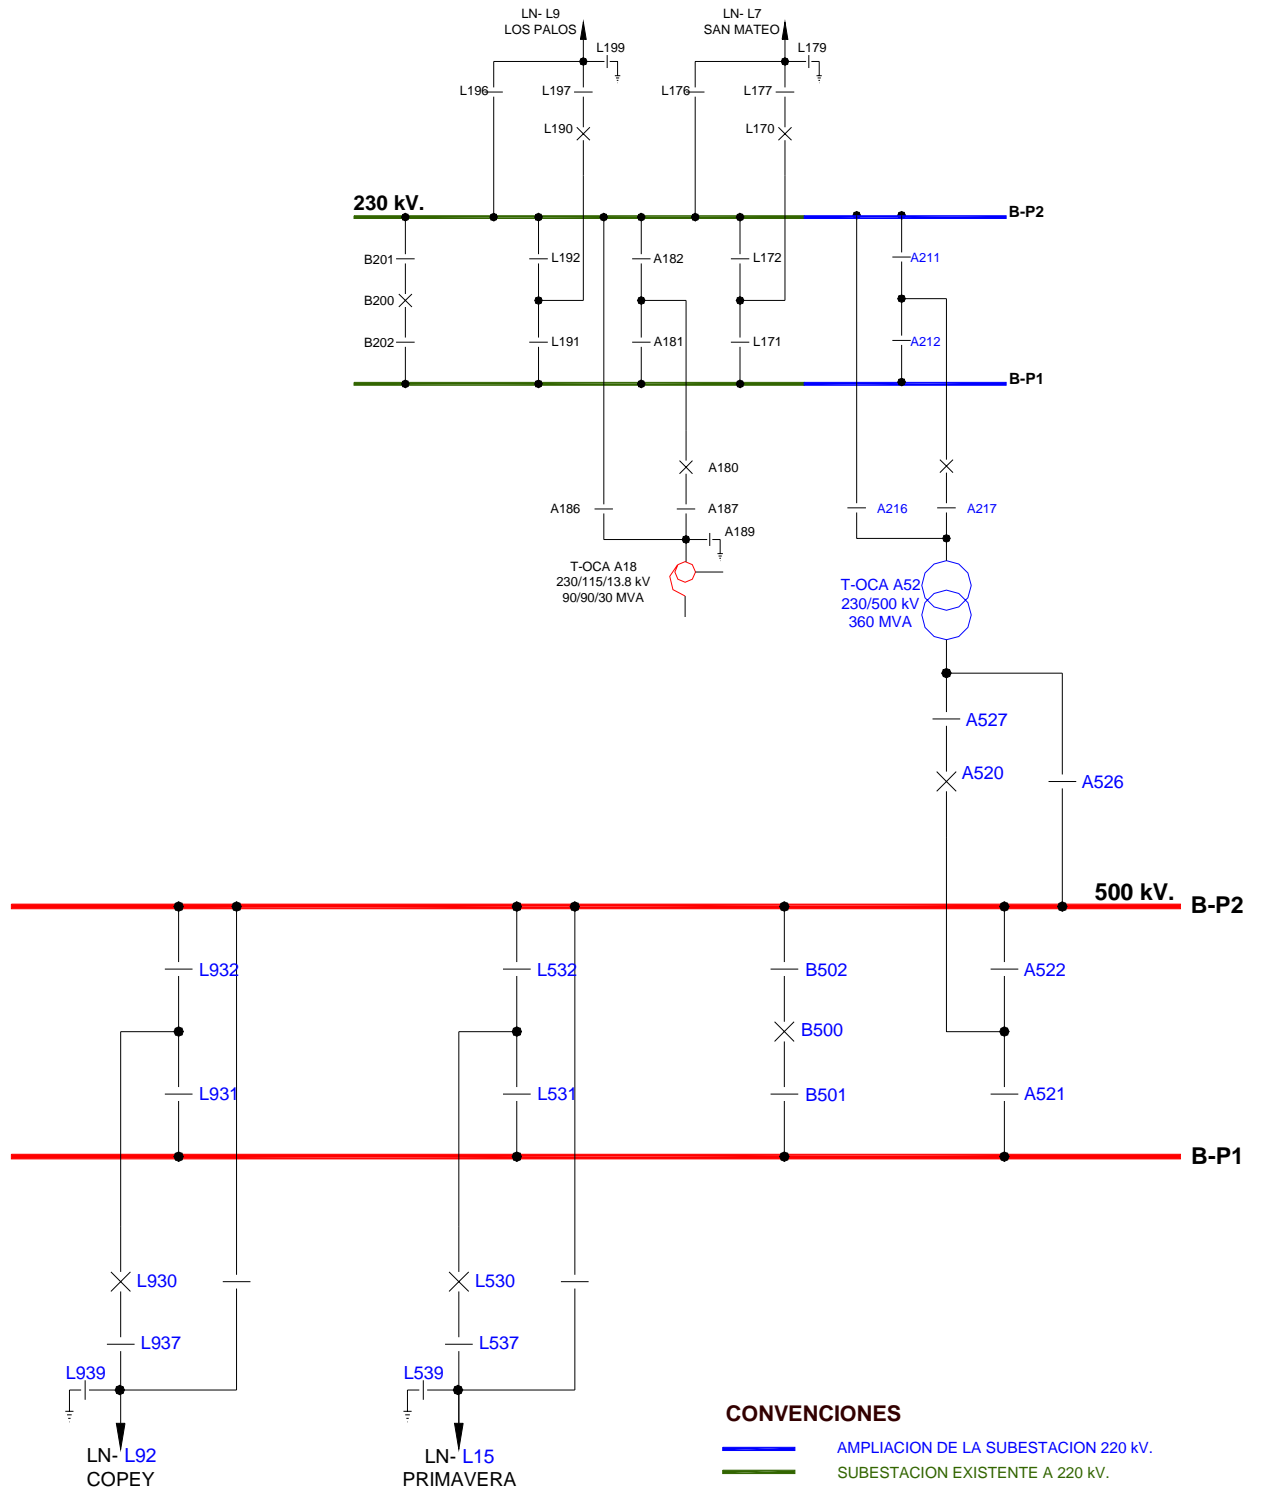 LN- L9
LOS PALOS
LN- L7
SAN MATEO
L199
L179
L196
L197
L176
L177
L190
L170
230 kV.
B-P2
B201
L192
A182
L172
A211
B200
B202
L191
A181
L171
A212
B-P1
A180
A186
A187
A216
A217
A189
T-OCA A18
230/115/13.8 kV
90/90/30 MVA
T-OCA A52
230/500 kV
360 MVA
A527
A520
A526
500 kV.
B-P2
L932
L532
B502
A522
B500
L931
L531
B501
A521
B-P1
L930
L530
L937
L537
L939
L539
LN- L92
COPEY
LN- L15
PRIMAVERA
CONVENCIONES
AMPLIACION DE LA SUBESTACION 220 kV.
SUBESTACION EXISTENTE A 220 kV.